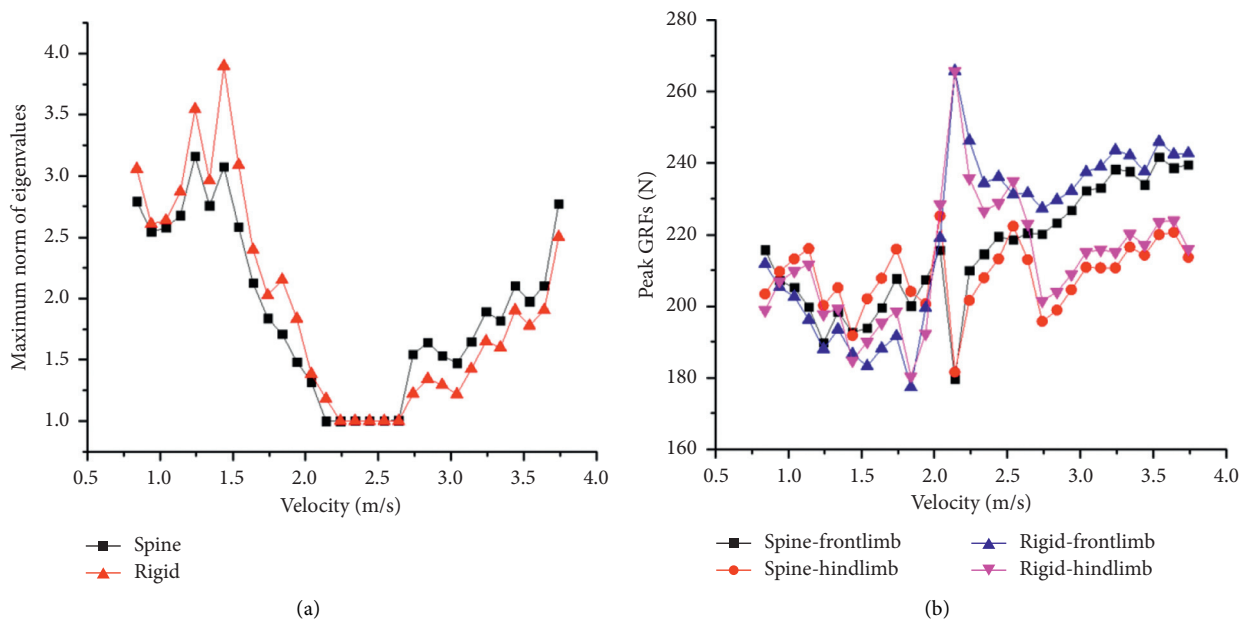 4.0
3.5
3.0
2.5
2.0
1.5
1.0
Maximum norm of eigenvalues
0.5 1.0 1.5 2.0 2.5 3.0 3.5 4.0
Velocity (m/s)
Spine
Rigid
(a)
280
260
240
220
200
180
160
Peak GRFs (N)
0.5 1.0 1.5 2.0 2.5 3.0 3.5 4.0
Velocity (m/s)
Spine-frontlimb
Spine-hindlimb
Rigid-frontlimb
Rigid-hindlimb
(b)